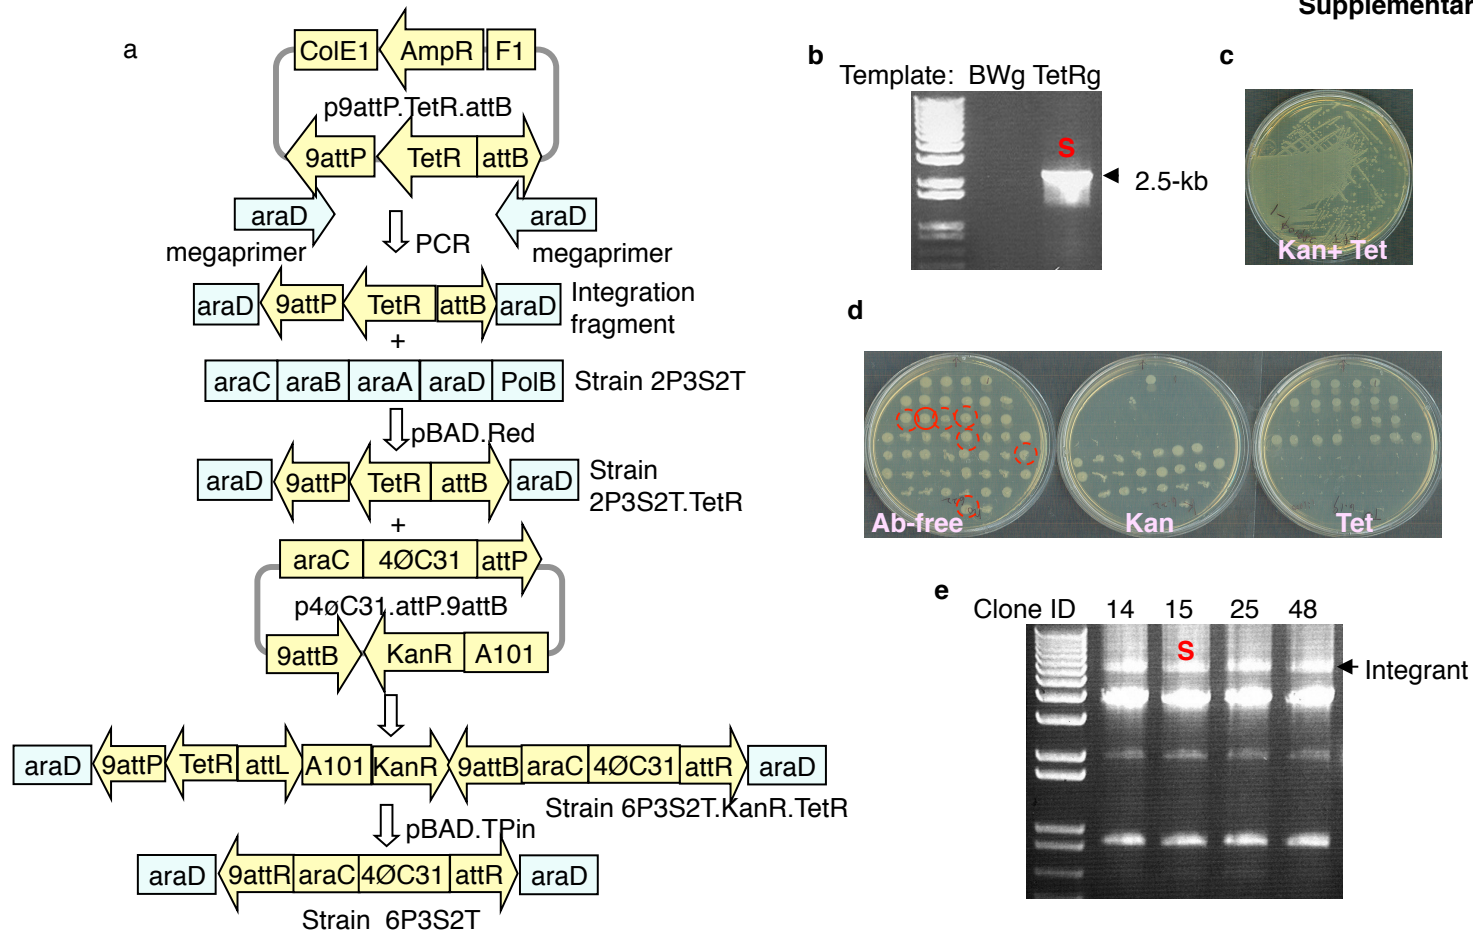 Supplementar
a
ColE1 AmpR F1
p9attP.TetR.attB
9attP TetR attB
araD araD
megaprimer PCR megaprimer
araD 9attP TetR attB araD Integration
fragment
+
araC araB araA araD PolB Strain 2P3S2T
pBAD.Red
araD 9attP TetR attB araD Strain
2P3S2T.TetR
+
araC 4ØC31 attP
p4øC31.attP.9attB
9attB KanR A101
araD 9attP TetR attL A101 KanR 9attB araC 4ØC31 attR araD
Strain 6P3S2T.KanR.TetR
pBAD.TPin
araD 9attR araC 4ØC31 attR araD
Strain 6P3S2T
b
Template: BWg TetRg
S
2.5-kb
c
Kan+ Tet
d
Ab-free Kan Tet
e
Clone ID 14 15 25 48
S
Integrant